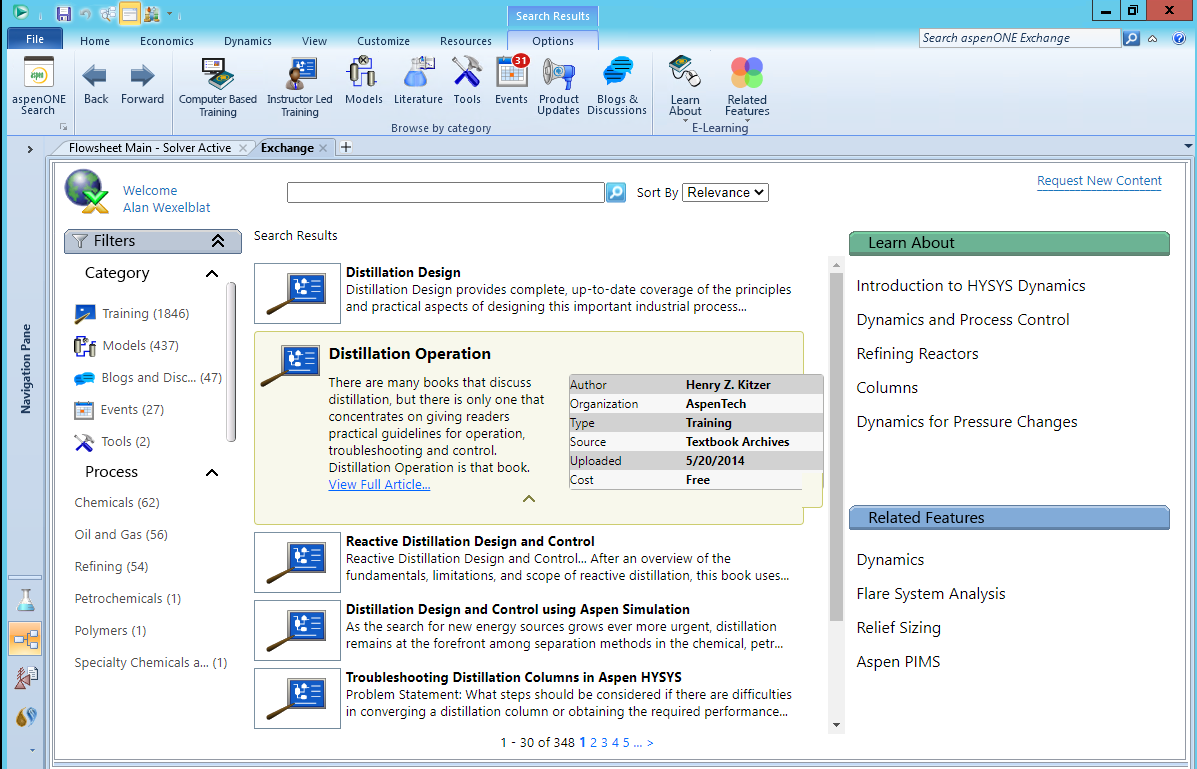 Search Results
File
Home
Economics
Dynamics
View
Customize
Resources
Options
Search aspenONE Exchange
aspen
aspenONE
Search
Back
Forward
Computer Based
Training
Instructor Led
Training
Models
Literature
Tools
31
Events
Product
Updates
Blogs &
Discussions
Learn
About
Related
Features
Browse by category
E-Learning
Flowsheet Main - Solver Active
Exchange
Navigation Pane
Welcome
Alan Wexelblat
Sort By Relevance
Request New Content
Filters
Category
Training (1846)
Models (437)
Blogs and Disc... (47)
Events (27)
Tools (2)
Process
Chemicals (62)
Oil and Gas (56)
Refining (54)
Petrochemicals (1)
Polymers (1)
Specialty Chemicals a... (1)
Search Results
Distillation Design
Distillation Design provides complete, up-to-date coverage of the principles
and practical aspects of designing this important industrial process...
Distillation Operation
There are many books that discuss
distillation, but there is only one that
concentrates on giving readers
practical guidelines for operation,
troubleshooting and control.
Distillation Operation is that book.
View Full Article...
Author Henry Z. Kitzer
Organization AspenTech
Type Training
Source Textbook Archives
Uploaded 5/20/2014
Cost Free
Reactive Distillation Design and Control
Reactive Distillation Design and Control... After an overview of the
fundamentals, limitations, and scope of reactive distillation, this book uses...
Distillation Design and Control using Aspen Simulation
As the search for new energy sources grows ever more urgent, distillation
remains at the forefront among separation methods in the chemical, petr...
Troubleshooting Distillation Columns in Aspen HYSYS
Problem Statement: What steps should be considered if there are difficulties
in converging a distillation column or obtaining the required performance...
1 - 30 of 348 1 2 3 4 5 ... >
Learn About
Introduction to HYSYS Dynamics
Dynamics and Process Control
Refining Reactors
Columns
Dynamics for Pressure Changes
Related Features
Dynamics
Flare System Analysis
Relief Sizing
Aspen PIMS